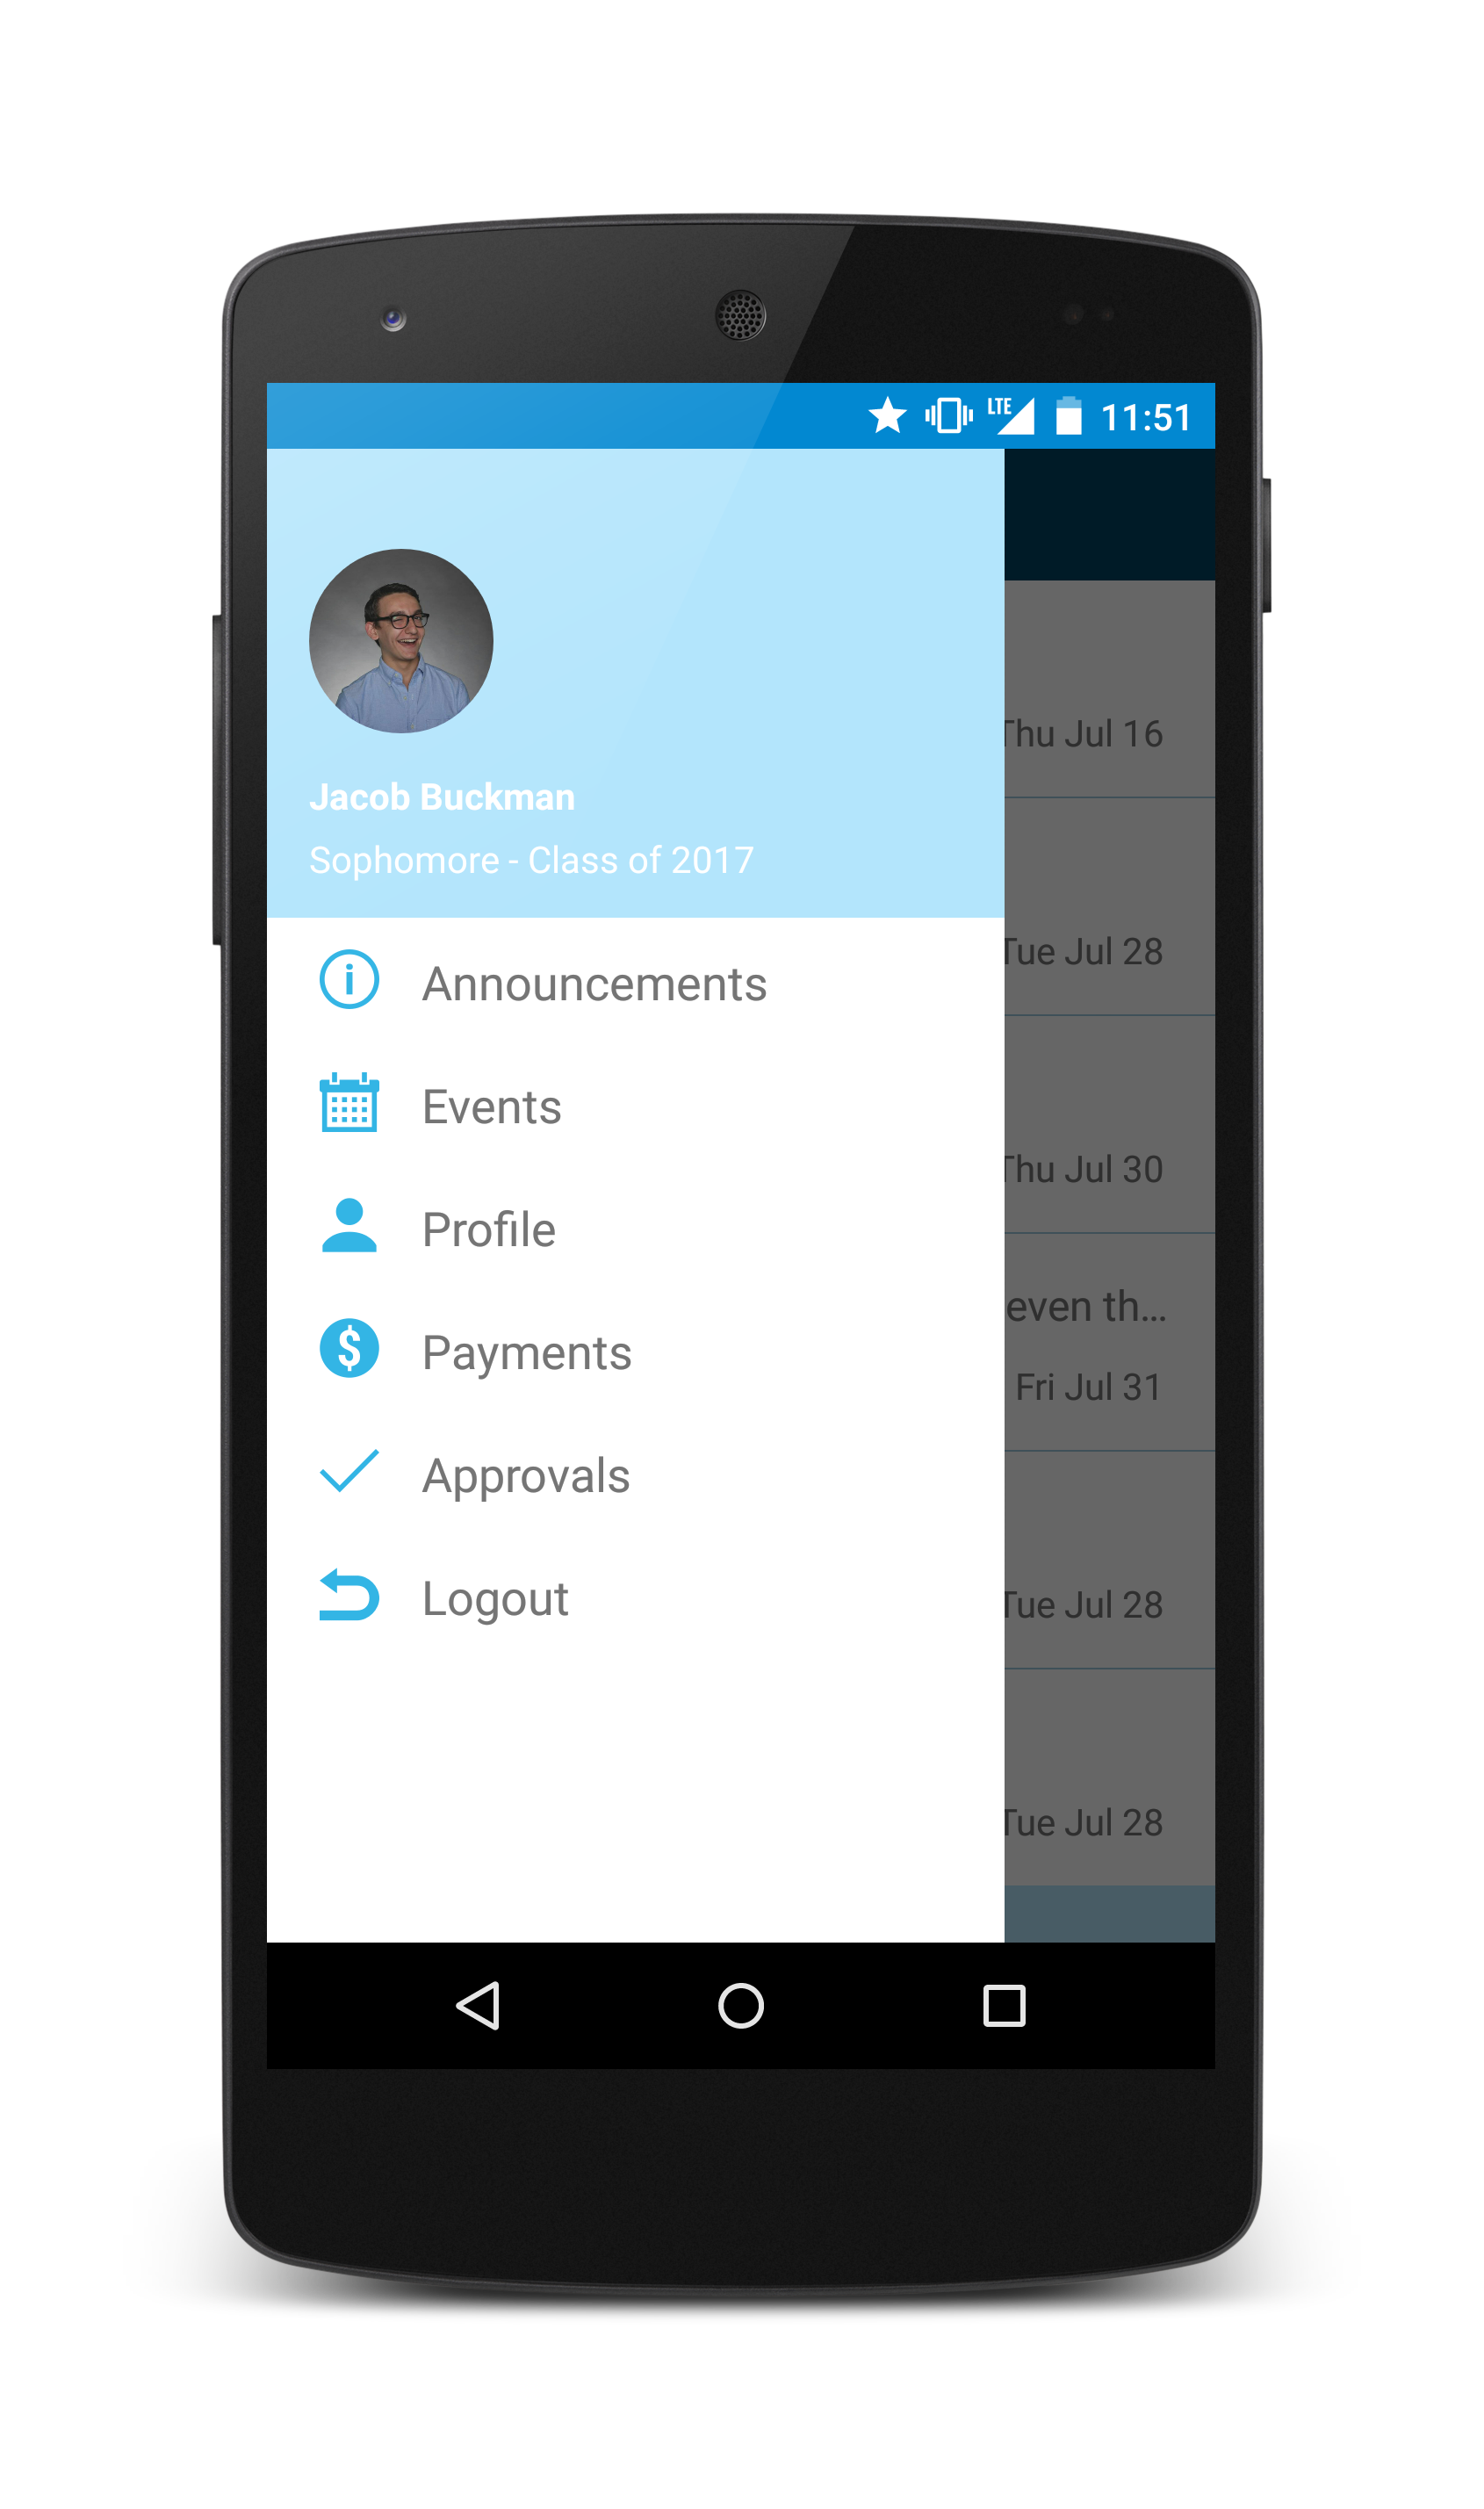 LTE 11:51
Jacob Buckman
Sophomore - Class of 2017
Announcements
Events
Profile
Payments
Approvals
Logout
Thu Jul 16
Tue Jul 28
Thu Jul 30
even th…
Fri Jul 31
Tue Jul 28
Tue Jul 28